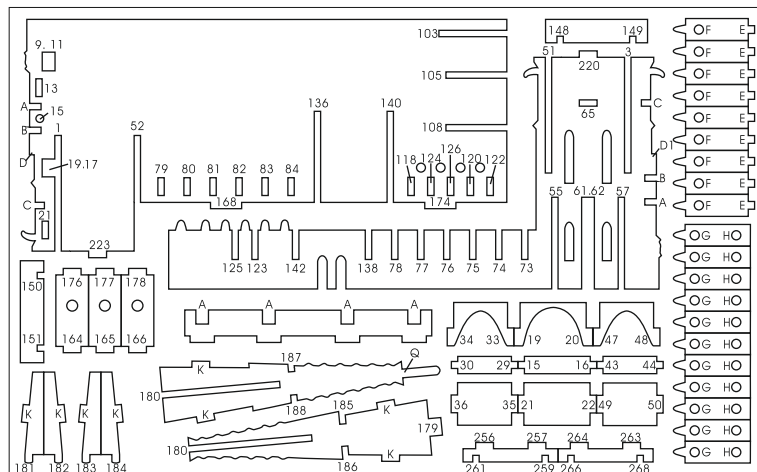 103
148 149
F E
9. 11
51 3
F E
220
13
105
F E
A
15
136
140
65
C
F E
B
1
52
108
F E
126
118 124 120 122
D
19.17
79 80 81 82 83 84
D1
F E
B
C
168
174
55 61.62 57
A
F E
21
223
125 123 142 138 78 77 76 75 74 73
G H
150
176 177 178
G H
A A A A
G H
151
164 165 166
34 33 19 20 47 48
G H
187
Q
K
30 29 15 16 43 44
G H
180
K K
K
188 185
36 35 21 22 49 50
G H
K K
K K
179
180
K
256 257 264 263
G H
181 182 183 184
186
261 259 266 268
G H
F E
F E
G H
G H
G H